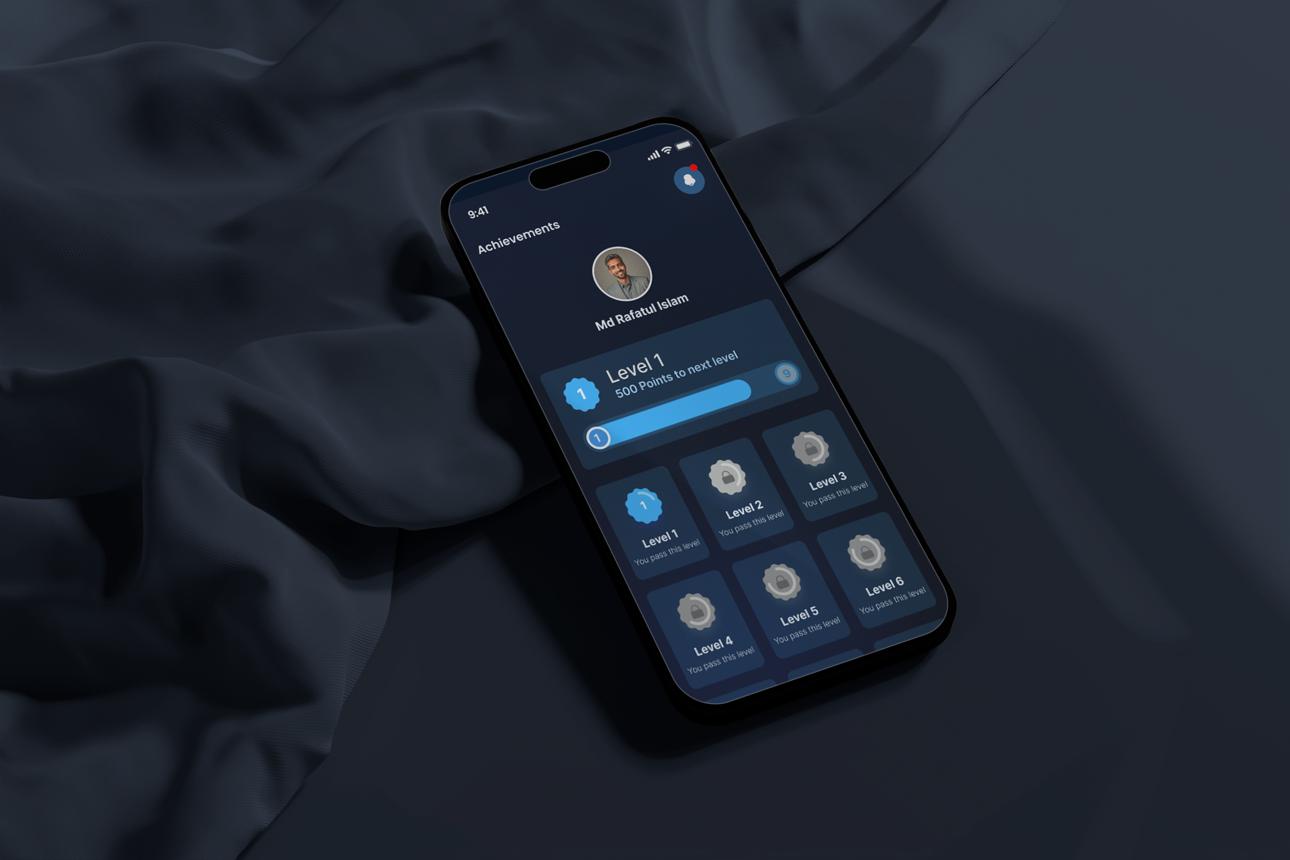 9:41
Achievements
Md Rafatul Islam
1
Level 1
500 Points to next level
1
9
1
Level 1
You pass this level
Level 2
You pass this level
Level 3
You pass this level
Level 4
You pass this level
Level 5
You pass this level
Level 6
You pass this level